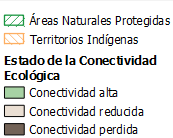 Áreas Naturales Protegidas
Territorios Indígenas
Estado de la Conectividad
Ecológica
Conectividad alta
Conectividad reducida
Conectividad perdida